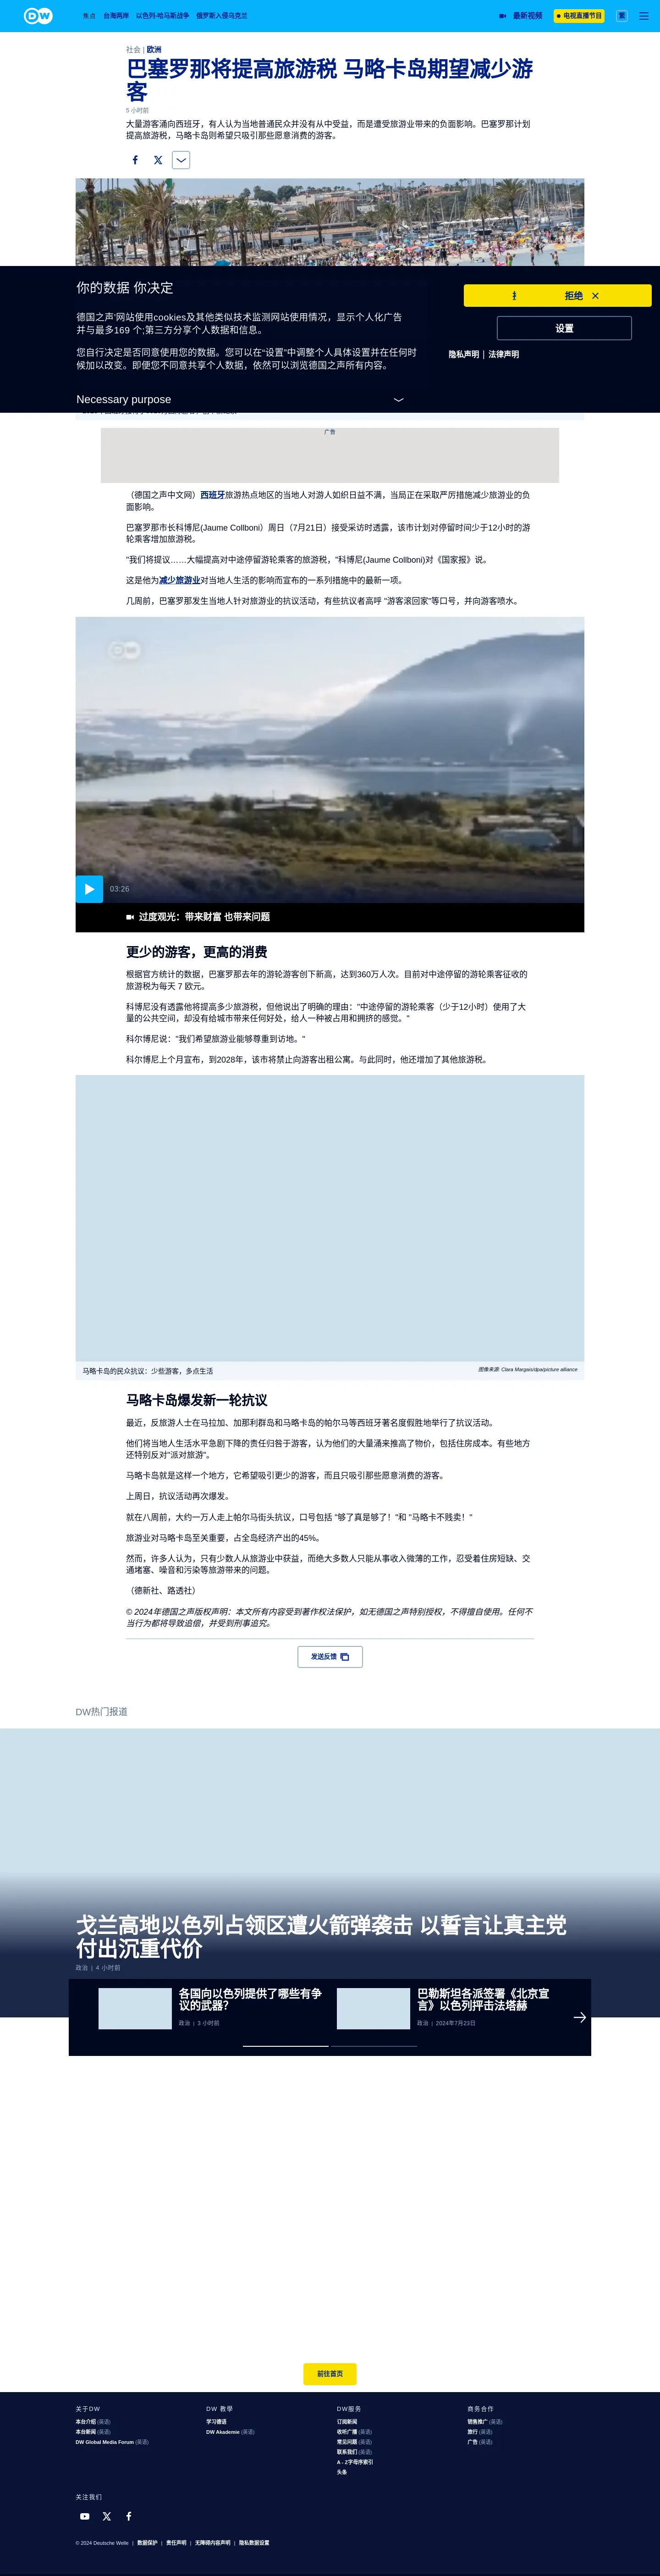 DW
焦点 台海两岸 以色列-哈马斯战争 俄罗斯入侵乌克兰 最新视频 电视直播节目 繁
社会 | 欧洲
巴塞罗那将提高旅游税 马略卡岛期望减少游
客
5 小时前
大量游客涌向西班牙，有人认为当地普通民众并没有从中受益，而是遭受旅游业带来的负面影响。巴塞罗那计划
提高旅游税，马略卡岛则希望只吸引那些愿意消费的游客。
你的数据 你决定
拒绝
德国之声'网站使用cookies及其他类似技术监测网站使用情况，显示个人化广告
并与最多169 个;第三方分享个人数据和信息。
设置
您自行决定是否同意使用您的数据。您可以在"设置"中调整个人具体设置并在任何时
候加以改变。即便您不同意共享个人数据，依然可以浏览德国之声所有内容。
隐私声明 | 法律声明
Necessary purpose
广告
（德国之声中文网）西班牙旅游热点地区的当地人对游人如织日益不满，当局正在采取严厉措施减少旅游业的负
面影响。
巴塞罗那市长科博尼(Jaume Collboni）周日（7月21日）接受采访时透露，该市计划对停留时间少于12小时的游
轮乘客增加旅游税。
"我们将提议……大幅提高对中途停留游轮乘客的旅游税，"科博尼(Jaume Collboni)对《国家报》说。
这是他为减少旅游业对当地人生活的影响而宣布的一系列措施中的最新一项。
几周前，巴塞罗那发生当地人针对旅游业的抗议活动，有些抗议者高呼 "游客滚回家"等口号，并向游客喷水。
DW
03:26
过度观光：带来财富 也带来问题
更少的游客，更高的消费
根据官方统计的数据，巴塞罗那去年的游轮游客创下新高，达到360万人次。目前对中途停留的游轮乘客征收的
旅游税为每天 7 欧元。
科博尼没有透露他将提高多少旅游税，但他说出了明确的理由："中途停留的游轮乘客（少于12小时）使用了大
量的公共空间，却没有给城市带来任何好处，给人一种被占用和拥挤的感觉。"
科尔博尼说："我们希望旅游业能够尊重到访地。"
科尔博尼上个月宣布，到2028年，该市将禁止向游客出租公寓。与此同时，他还增加了其他旅游税。
马略卡岛的民众抗议：少些游客，多点生活
图像来源: Clara Margais/dpa/picture alliance
马略卡岛爆发新一轮抗议
最近，反旅游人士在马拉加、加那利群岛和马略卡岛的帕尔马等西班牙著名度假胜地举行了抗议活动。
他们将当地人生活水平急剧下降的责任归咎于游客，认为他们的大量涌来推高了物价，包括住房成本。有些地方
还特别反对"派对旅游"。
马略卡岛就是这样一个地方，它希望吸引更少的游客，而且只吸引那些愿意消费的游客。
上周日，抗议活动再次爆发。
就在八周前，大约一万人走上帕尔马街头抗议，口号包括 "够了真是够了！"和 "马略卡不贱卖！"
旅游业对马略卡岛至关重要，占全岛经济产出的45%。
然而，许多人认为，只有少数人从旅游业中获益，而绝大多数人只能从事收入微薄的工作，忍受着住房短缺、交
通堵塞、噪音和污染等旅游带来的问题。
（德新社、路透社）
© 2024年德国之声版权声明：本文所有内容受到著作权法保护，如无德国之声特别授权，不得擅自使用。任何不
当行为都将导致追偿，并受到刑事追究。
发送反馈
DW热门报道
戈兰高地以色列占领区遭火箭弹袭击 以誓言让真主党
付出沉重代价
政治 | 4 小时前
各国向以色列提供了哪些有争
议的武器？
政治 | 3 小时前
巴勒斯坦各派签署《北京宣
言》以色列抨击法塔赫
政治 | 2024年7月23日
前往首页
关于DW
本台介绍 (英语)
本台新闻 (英语)
DW Global Media Forum (英语)
DW 教學
学习德语
DW Akademie (英语)
DW服务
订阅新闻
收听广播 (英语)
常见问题 (英语)
联系我们 (英语)
A - Z字母序索引
头条
商务合作
销售推广 (英语)
旅行 (英语)
广告 (英语)
关注我们
© 2024 Deutsche Welle | 数据保护 | 责任声明 | 无障碍内容声明 | 隐私数据设置